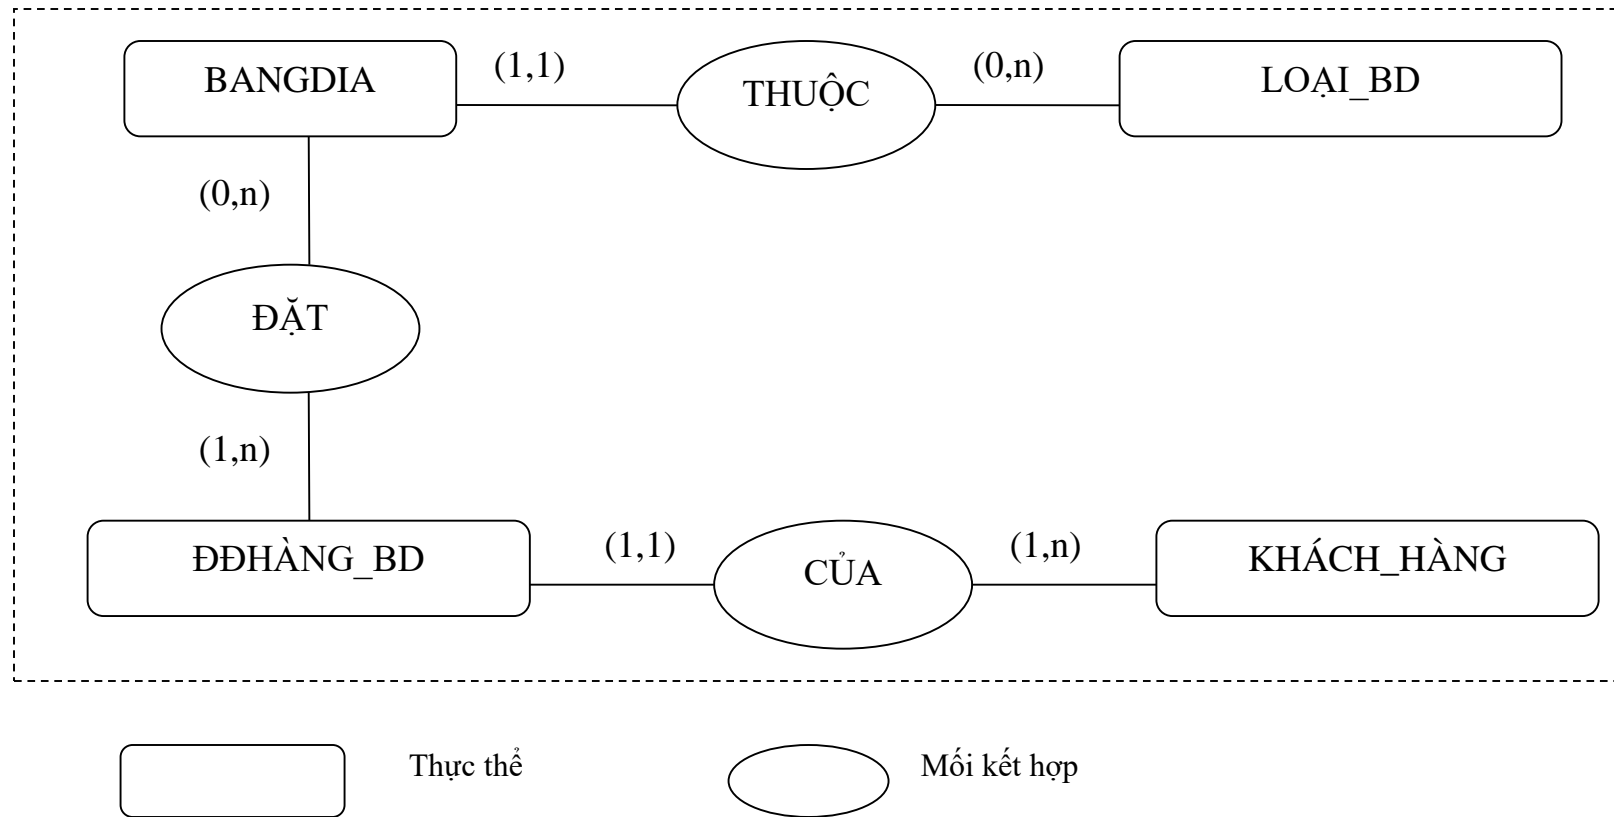 BANGDIA (1,1) THUỘC (0,n) LOẠI_BD
(0,n)
ĐẶT
(1,n)
ĐĐHÀNG_BD (1,1) CỦA (1,n) KHÁCH_HÀNG
Thực thể Mối kết hợp